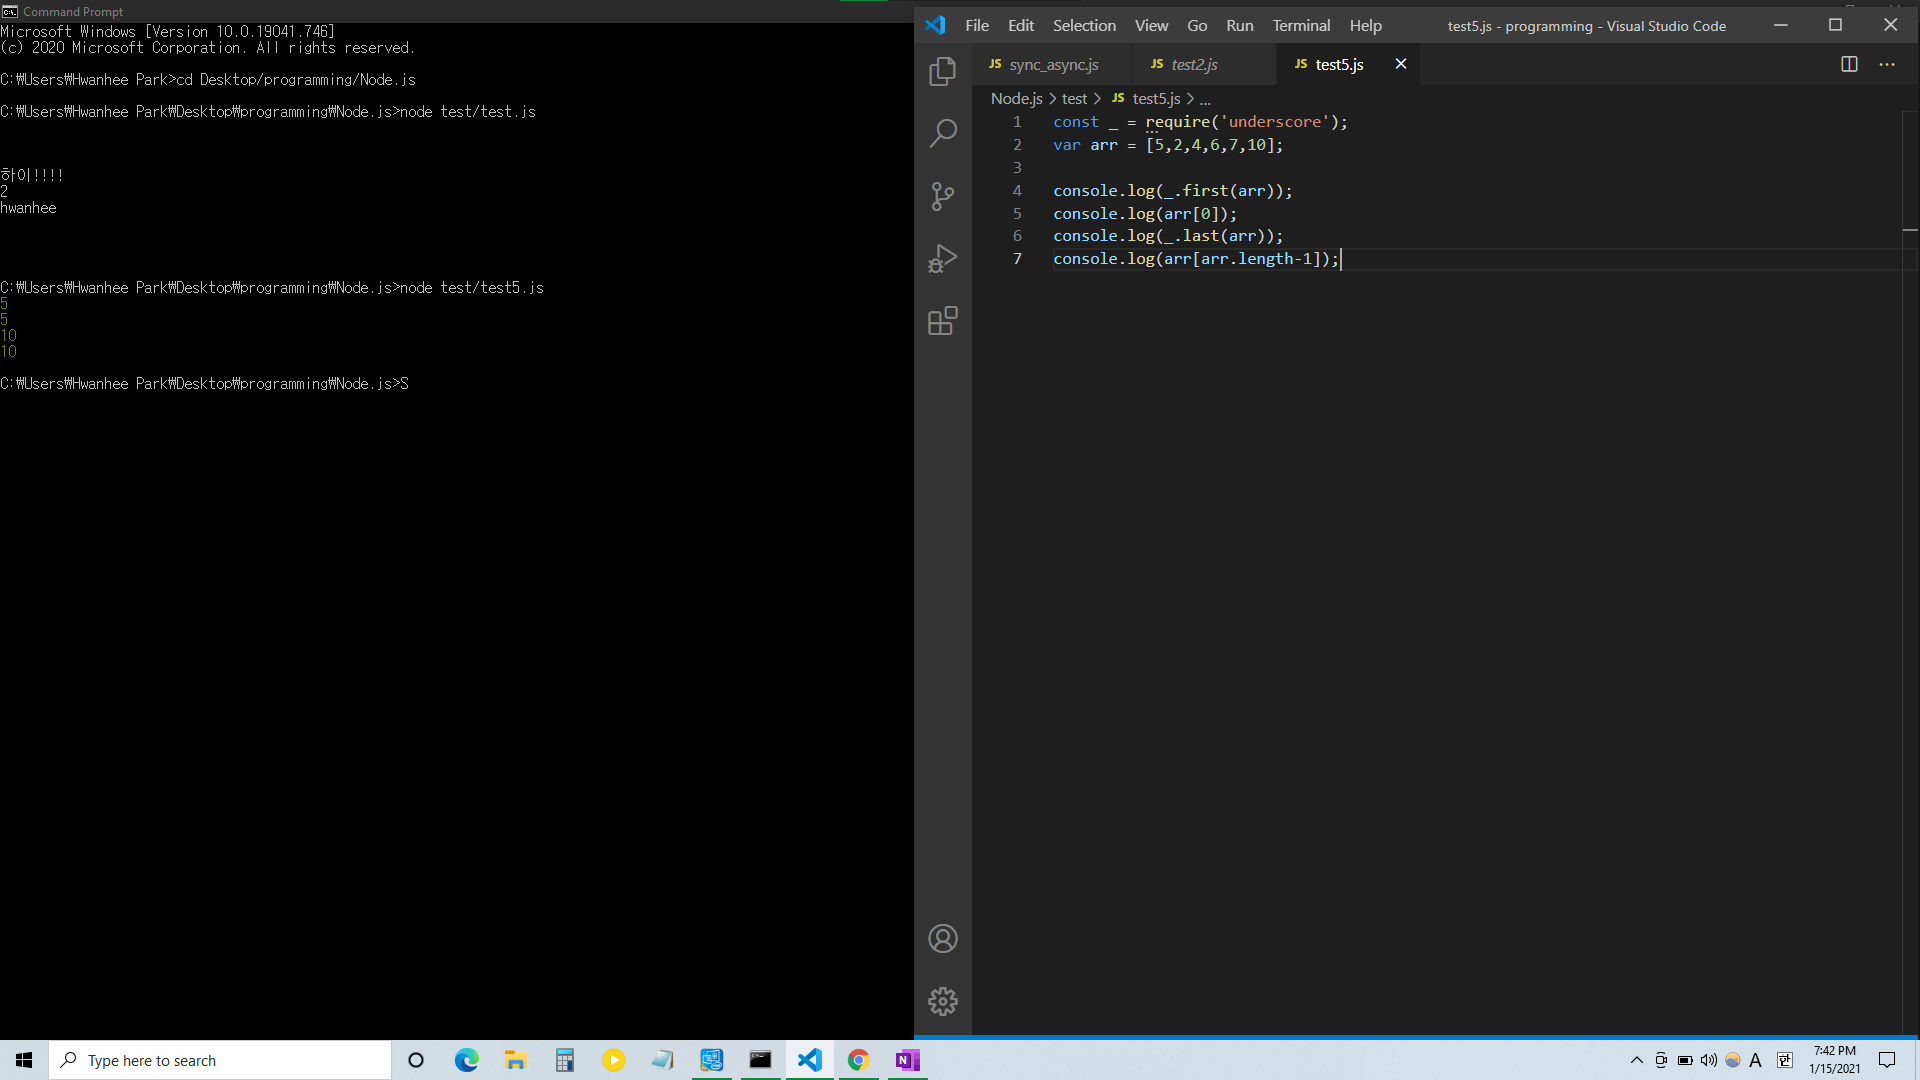 Command Prompt
Microsoft Windows [Version 10.0.19041.746]
(c) 2020 Microsoft Corporation. All rights reserved.
C:₩Users₩Hwanhee Park>cd Desktop/programming/Node.js
C:₩Users₩Hwanhee Park₩Desktop₩programming₩Node.js>node test/test.js
하이!!!!
2
hwanhee
C:₩Users₩Hwanhee Park₩Desktop₩programming₩Node.js>node test/test5.js
5
5
10
10
C:₩Users₩Hwanhee Park₩Desktop₩programming₩Node.js>S
File Edit Selection View Go Run Terminal Help test5.js - programming - Visual Studio Code
JS sync_async.js JS test2.js JS test5.js
Node.js > test > JS test5.js > ...
1 const _ = require('underscore');
2 var arr = [5,2,4,6,7,10];
3
4 console.log(_.first(arr));
5 console.log(arr[0]);
6 console.log(_.last(arr));
7 console.log(arr[arr.length-1]);
Type here to search
N
A 한 7:42 PM
1/15/2021